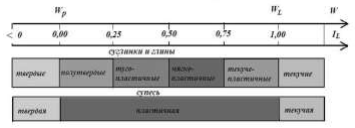 Wp WL W
< 0 0,00 0,25 0,50 0,75 1,00 IL
суглинки и глины
твердые полутвердые туго-пластичные мягко-пластичные текуче-пластичные текучие
супесь
твердая пластичная текучая